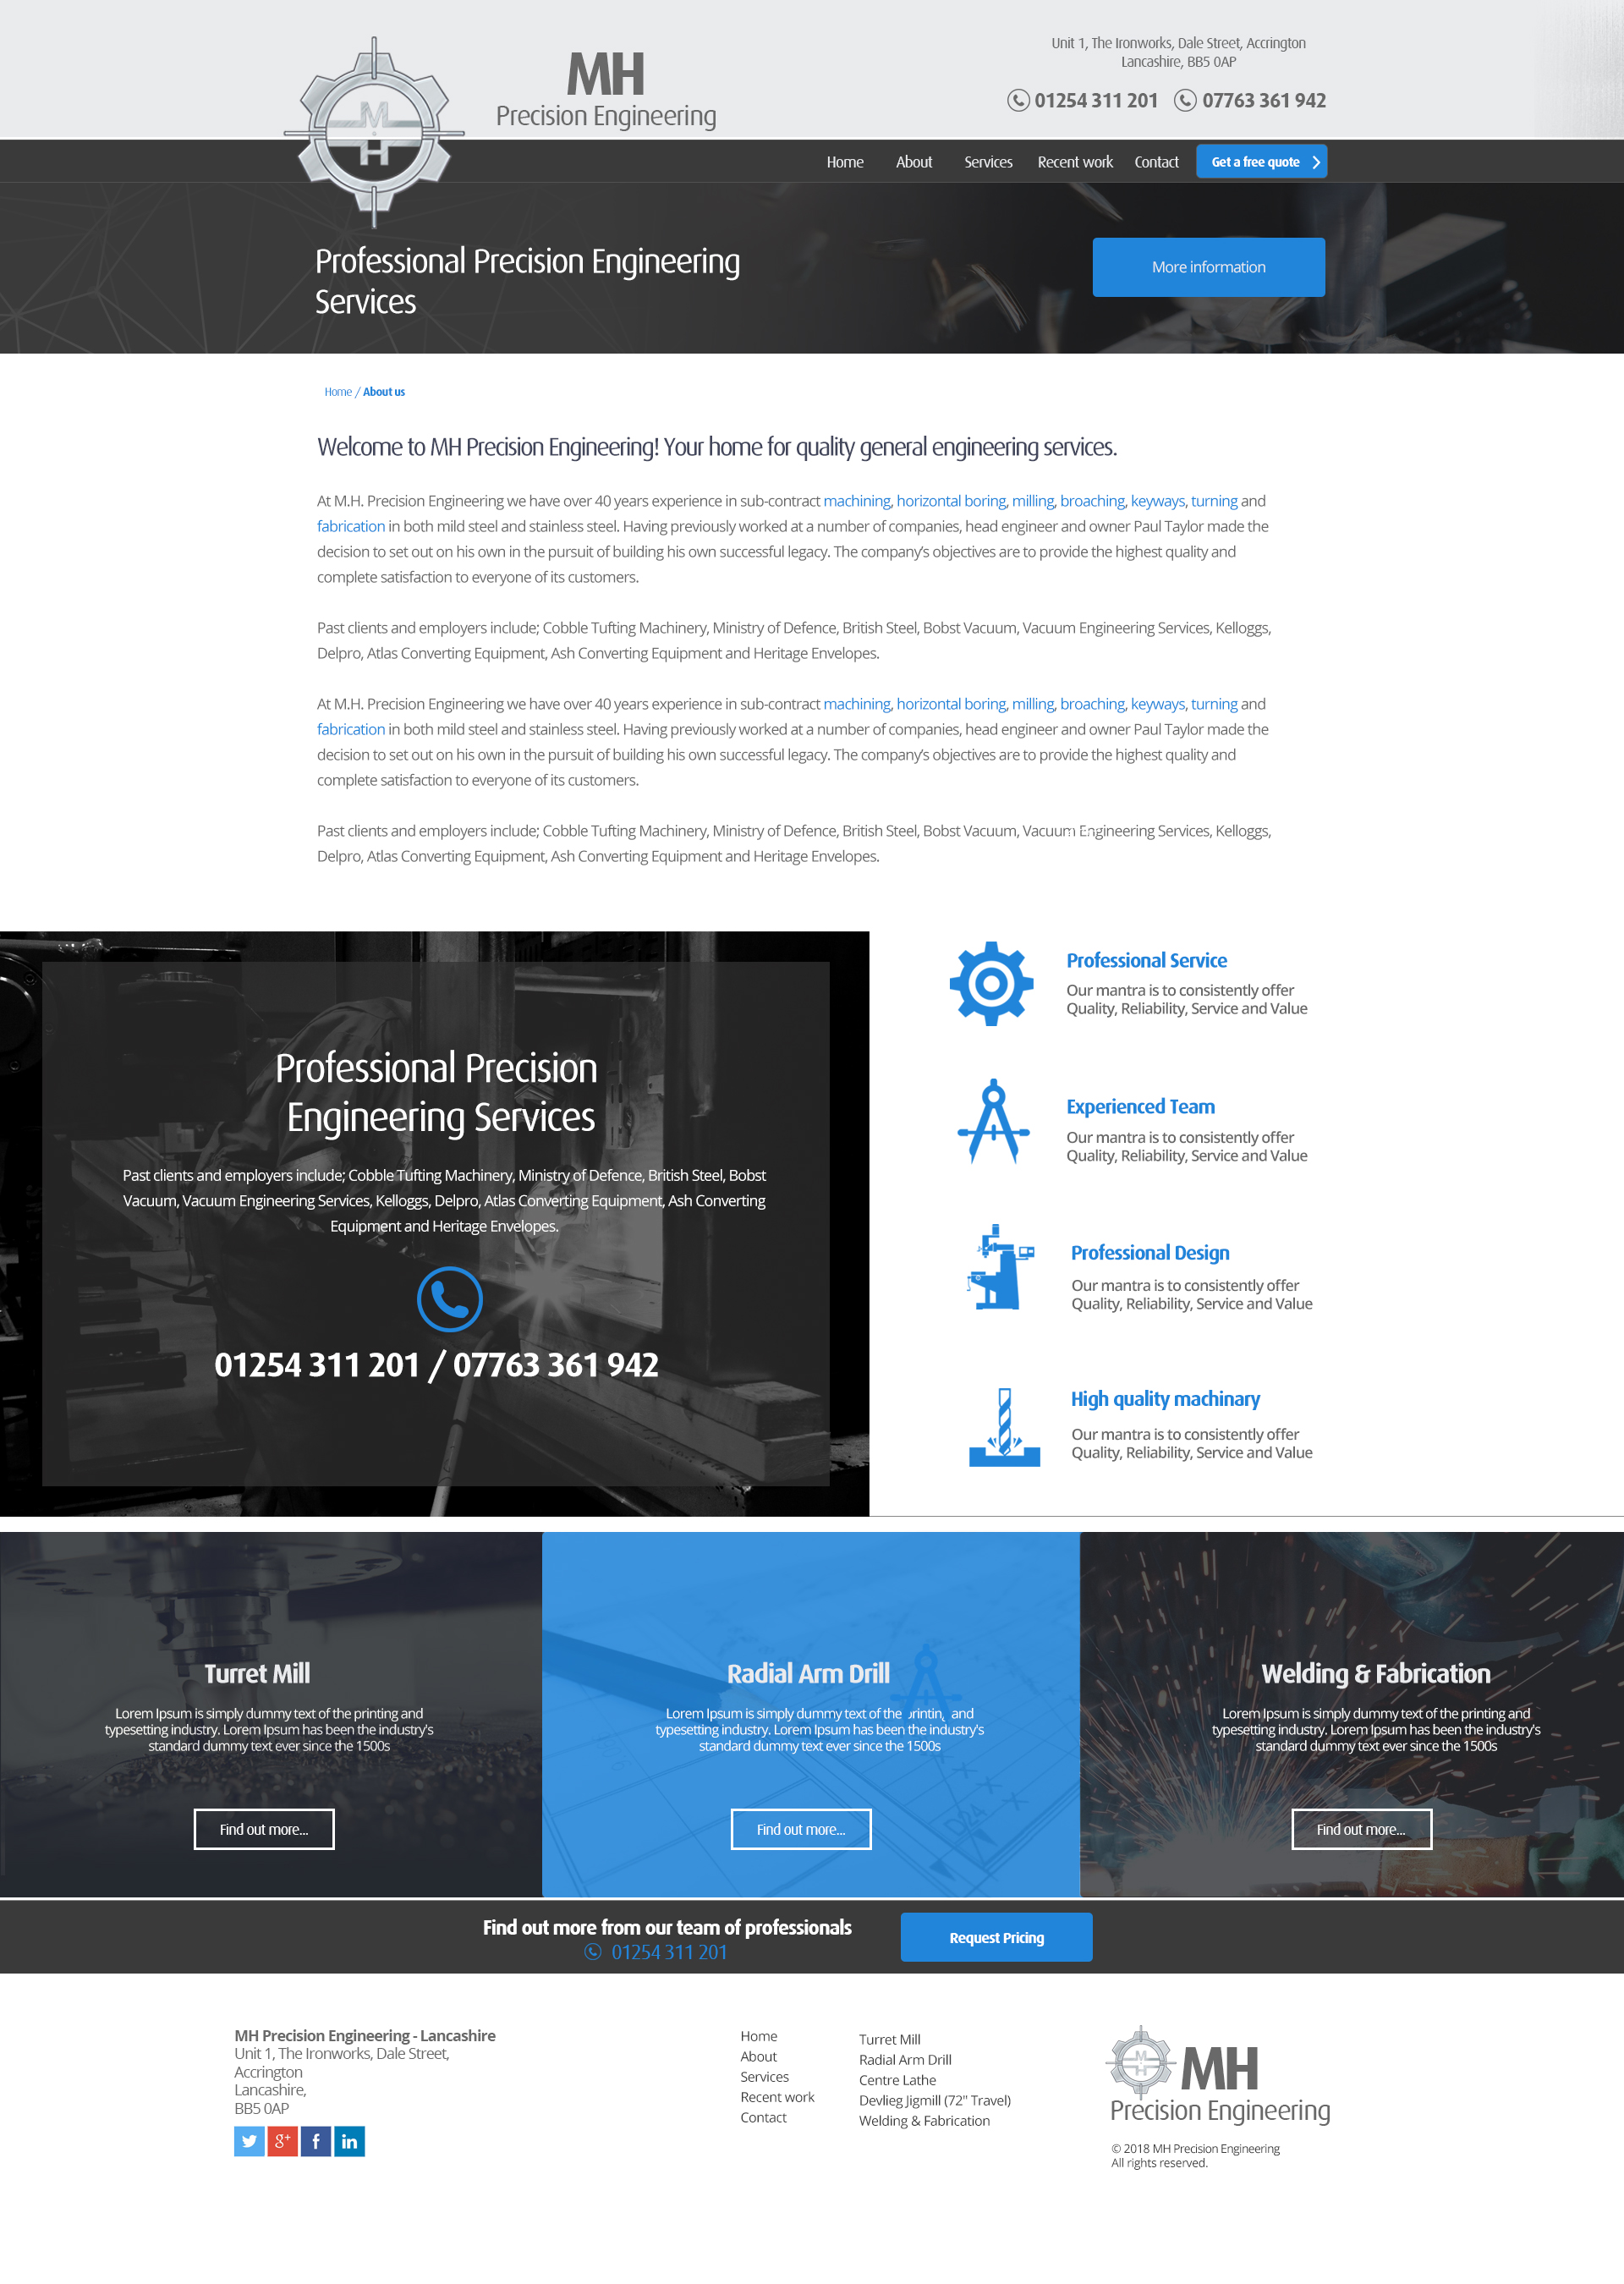 M
H
MH
Precision Engineering
Unit 1, The Ironworks, Dale Street, Accrington
Lancashire, BB5 0AP
01254 311 201 07763 361 942
Home About Services Recent work Contact Get a free quote
Professional Precision Engineering
Services
More information
Home / About us
Welcome to MH Precision Engineering! Your home for quality general engineering services.
At M.H. Precision Engineering we have over 40 years experience in sub-contract machining, horizontal boring, milling, broaching, keyways, turning and
fabrication in both mild steel and stainless steel. Having previously worked at a number of companies, head engineer and owner Paul Taylor made the
decision to set out on his own in the pursuit of building his own successful legacy. The company's objectives are to provide the highest quality and
complete satisfaction to everyone of its customers.
Past clients and employers include; Cobble Tufting Machinery, Ministry of Defence, British Steel, Bobst Vacuum, Vacuum Engineering Services, Kelloggs,
Delpro, Atlas Converting Equipment, Ash Converting Equipment and Heritage Envelopes.
At M.H. Precision Engineering we have over 40 years experience in sub-contract machining, horizontal boring, milling, broaching, keyways, turning and
fabrication in both mild steel and stainless steel. Having previously worked at a number of companies, head engineer and owner Paul Taylor made the
decision to set out on his own in the pursuit of building his own successful legacy. The company's objectives are to provide the highest quality and
complete satisfaction to everyone of its customers.
Past clients and employers include; Cobble Tufting Machinery, Ministry of Defence, British Steel, Bobst Vacuum, Vacuum Engineering Services, Kelloggs,
Delpro, Atlas Converting Equipment, Ash Converting Equipment and Heritage Envelopes.
Professional Precision
Engineering Services
Past clients and employers include; Cobble Tufting Machinery, Ministry of Defence, British Steel, Bobst
Vacuum, Vacuum Engineering Services, Kelloggs, Delpro, Atlas Converting Equipment, Ash Converting
Equipment and Heritage Envelopes.
01254 311 201 / 07763 361 942
Professional Service
Our mantra is to consistently offer
Quality, Reliability, Service and Value
Experienced Team
Our mantra is to consistently offer
Quality, Reliability, Service and Value
Professional Design
Our mantra is to consistently offer
Quality, Reliability, Service and Value
High quality machinary
Our mantra is to consistently offer
Quality, Reliability, Service and Value
Turret Mill
Lorem Ipsum is simply dummy text of the printing and
typesetting industry. Lorem Ipsum has been the industry's
standard dummy text ever since the 1500s
Find out more...
Radial Arm Drill
Lorem Ipsum is simply dummy text of the printing and
typesetting industry. Lorem Ipsum has been the industry's
standard dummy text ever since the 1500s
24
Find out more...
Welding & Fabrication
Lorem Ipsum is simply dummy text of the printing and
typesetting industry. Lorem Ipsum has been the industry's
standard dummy text ever since the 1500s
Find out more...
Find out more from our team of professionals
01254 311 201
Request Pricing
MH Precision Engineering - Lancashire
Unit 1, The Ironworks, Dale Street,
Accrington
Lancashire,
BB5 0AP
g+ f in
Home
About
Services
Recent work
Contact
Turret Mill
Radial Arm Drill
Centre Lathe
Devlieg Jigmill (72" Travel)
Welding & Fabrication
M
H
MH
Precision Engineering
© 2018 MH Precision Engineering
All rights reserved.